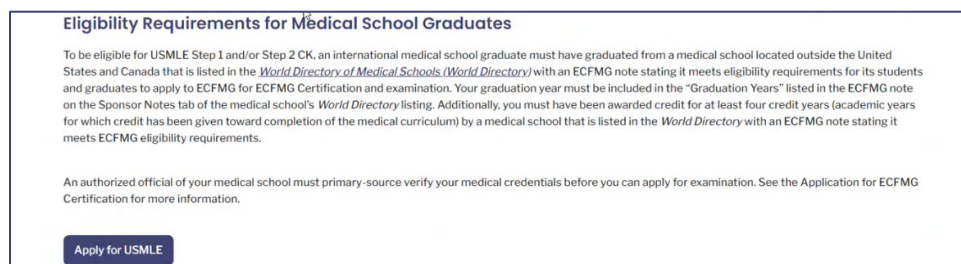 Eligibility Requirements for Medical School Graduates
To be eligible for USMLE Step 1 and/or Step 2 CK, an international medical school graduate must have graduated from a medical school located outside the United
States and Canada that is listed in the World Directory of Medical Schools (World Directory) with an ECFMG note stating it meets eligibility requirements for its students
and graduates to apply to ECFMG for ECFMG Certification and examination. Your graduation year must be included in the “Graduation Years” listed in the ECFMG note
on the Sponsor Notes tab of the medical school’s World Directory listing. Additionally, you must have been awarded credit for at least four credit years (academic years
for which credit has been given toward completion of the medical curriculum) by a medical school that is listed in the World Directory with an ECFMG note stating it
meets ECFMG eligibility requirements.
An authorized official of your medical school must primary-source verify your medical credentials before you can apply for examination. See the Application for ECFMG
Certification for more information.
Apply for USMLE